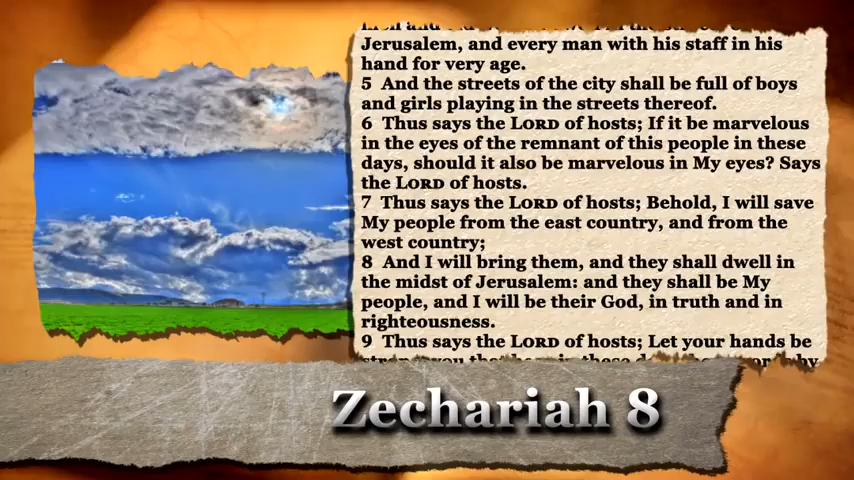 Jerusalem, and every man with his staff in his
hand for very age.
5 And the streets of the city shall be full of boys
and girls playing in the streets thereof.
6 Thus says the LORD of hosts; If it be marvelous
in the eyes of the remnant of this people in these
days, should it also be marvelous in My eyes? Says
the LORD of hosts.
7 Thus says the LORD of hosts; Behold, I will save
My people from the east country, and from the
west country;
8 And I will bring them, and they shall dwell in
the midst of Jerusalem: and they shall be My
people, and I will be their God, in truth and in
righteousness.
9 Thus says the LORD of hosts; Let your hands be
Zechariah 8